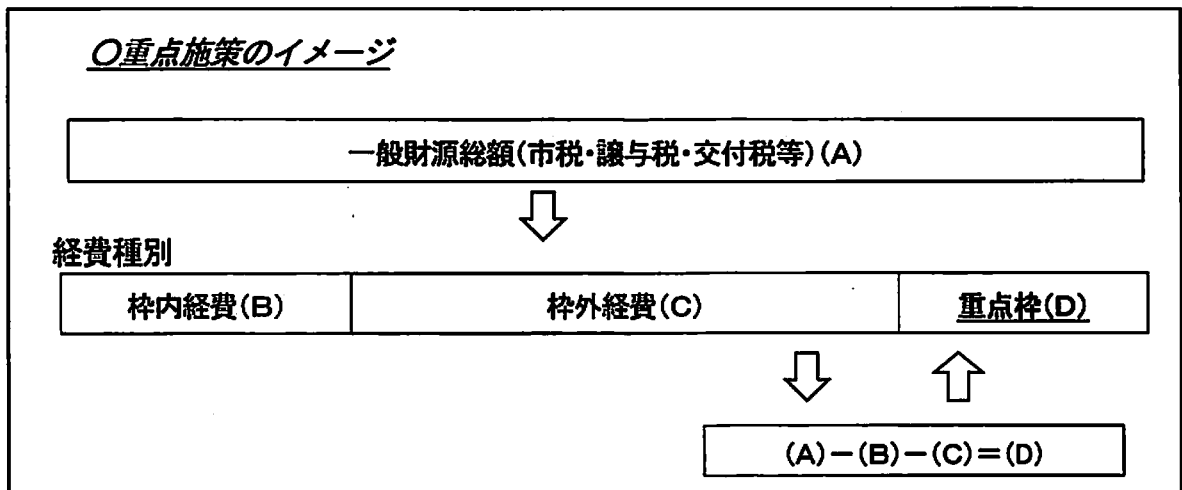 〇重点施策のイメージ
一般財源総額(市税・譲与税・交付税等)(A)
経費種別
枠内経費(B) 枠外経費(C) 重点枠(D)
(A)-(B)-(C)=(D)